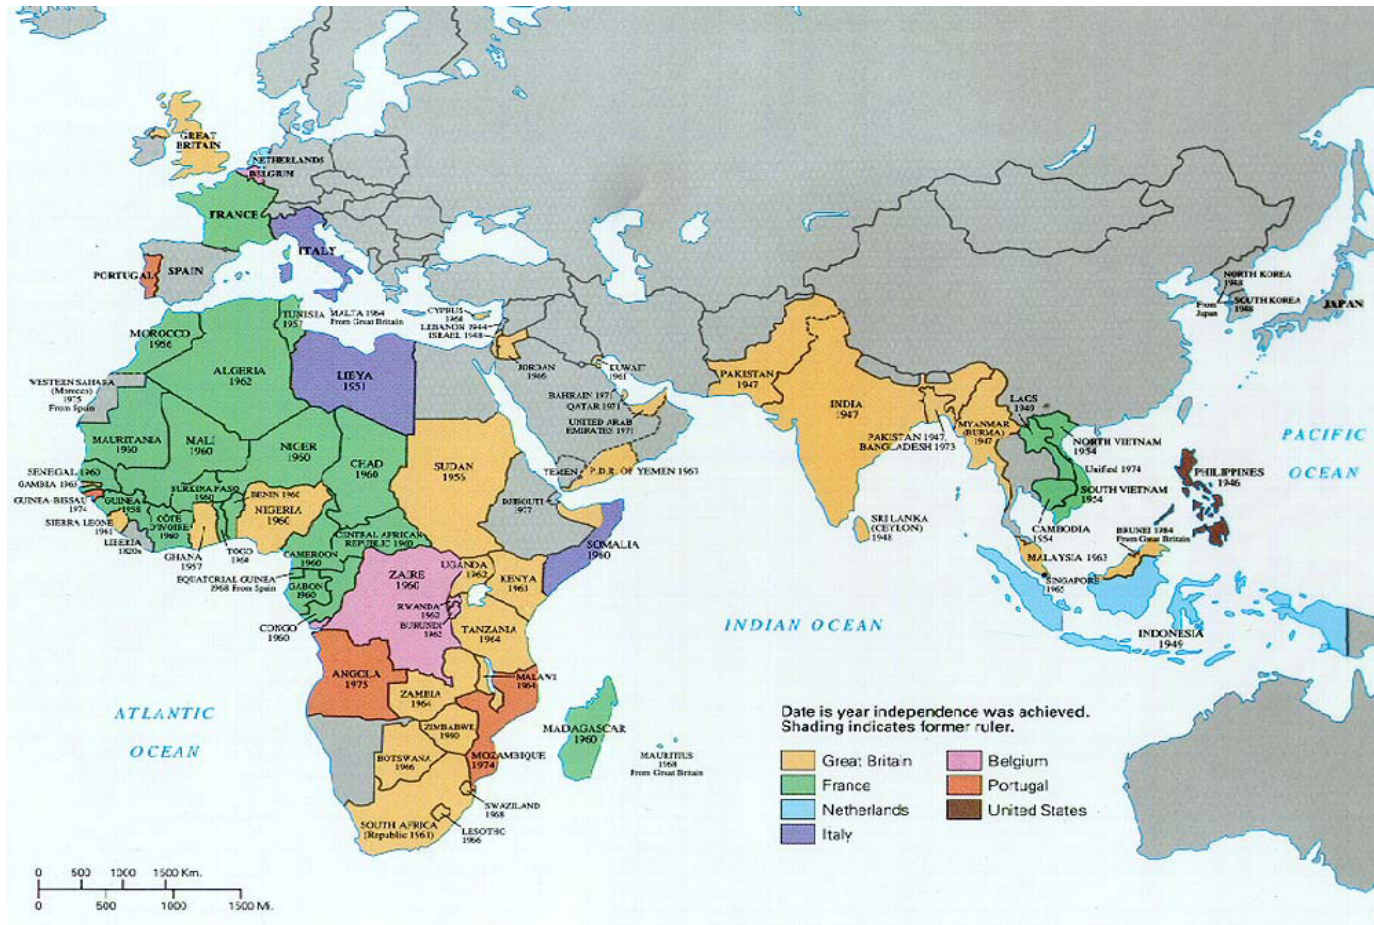 GREAT
BRITAIN
NETHERLANDS
BELGIUM
FRANCE
ITALY
PORTUGAL
SPAIN
NORTH KOREA
1948
From
Japan
SOUTH KOREA
1948
JAPAN
TUNISIA
1957
MALTA 1964
From Great Britain
CYPRUS
LEBANON 1944
ISRAEL 1948
MOROCCO
1956
ALGERIA
1962
LIBYA
1951
JORDAN
1946
KUWAIT
1961
BAHRAIN 1971
QATAR 1971
UNITED ARAB
EMIRATES 1971
WESTERN SAHARA
(Morocco)
1975
From Spain
PAKISTAN
1947
INDIA
1947
LAOS
1949
MAURITANIA
1960
MALI
1960
NIGER
1960
CHAD
1960
SUDAN
1955
YEMEN
P.D.R. OF YEMEN 1967
PAKISTAN 1947,
BANGLADESH 1973
MYANMAR
(BURMA)
1947
NORTH VIETNAM
1954
Unified 1974
SOUTH VIETNAM
1954
PHILIPPINES
1946
PACIFIC
OCEAN
SENEGAL 1960
GAMBIA 1965
GUINEA-BISSAU
1974
GUINEA
1958
BURKINA FASO
1960
BENIN 1960
NIGERIA
1960
DJIBOUTI
1977
SIERRA LEONE
1961
LIBERIA
1820s
CÔTE
D'IVOIRE
1960
GHANA
1957
TOGO
1960
CAMEROON
1960
CENTRAL AFRICAN
REPUBLIC 1960
SOMALIA
1960
SRI LANKA
(CEYLON)
1948
CAMBODIA
1954
BRUNEI 1984
From Great Britain
MALAYSIA 1963
SINGAPORE
1965
EQUATORIAL GUINEA
1968 From Spain
GABON
1960
CONGO
1960
ZAIRE
1960
UGANDA
1962
KENYA
1963
RWANDA
1962
BURUNDI
1962
TANZANIA
1964
INDIAN OCEAN
INDONESIA
1949
ANGOLA
1975
ZAMBIA
1964
MALAWI
1964
ATLANTIC
OCEAN
ZIMBABWE
1980
MOZAMBIQUE
1974
MADAGASCAR
1960
MAURITIUS
1968
From Great Britain
BOTSWANA
1966
SWAZILAND
1968
SOUTH AFRICA
(Republic 1961)
LESOTHO
1966
Date is year independence was achieved.
Shading indicates former ruler.
Great Britain
France
Netherlands
Italy
Belgium
Portugal
United States
0 500 1000 1500 Km.
0 500 1000 1500 Mi.